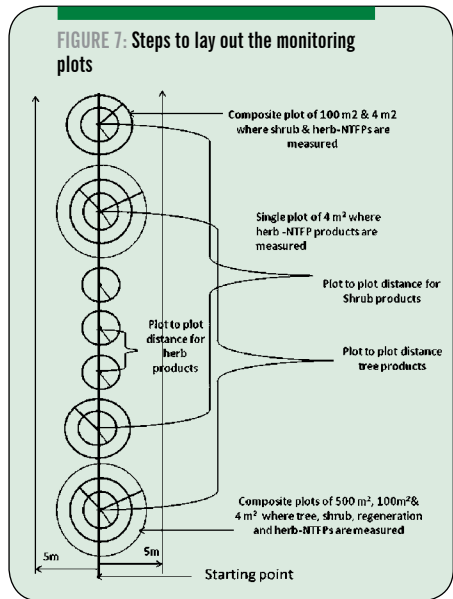 FIGURE 7: Steps to lay out the monitoring
plots
Composite plot of 100 m2 & 4 m2
where shrub & herb-NTFPs are
measured
Single plot of 4 m² where
herb -NTFP products are
measured
Plot to plot distance for
Shrub products
Plot to plot
distance for
herb
products
Plot to plot distance
tree products
Composite plots of 500 m², 100m²&
4 m² where tree, shrub, regeneration
and herb-NTFPs are measured
5m
5m
Starting point